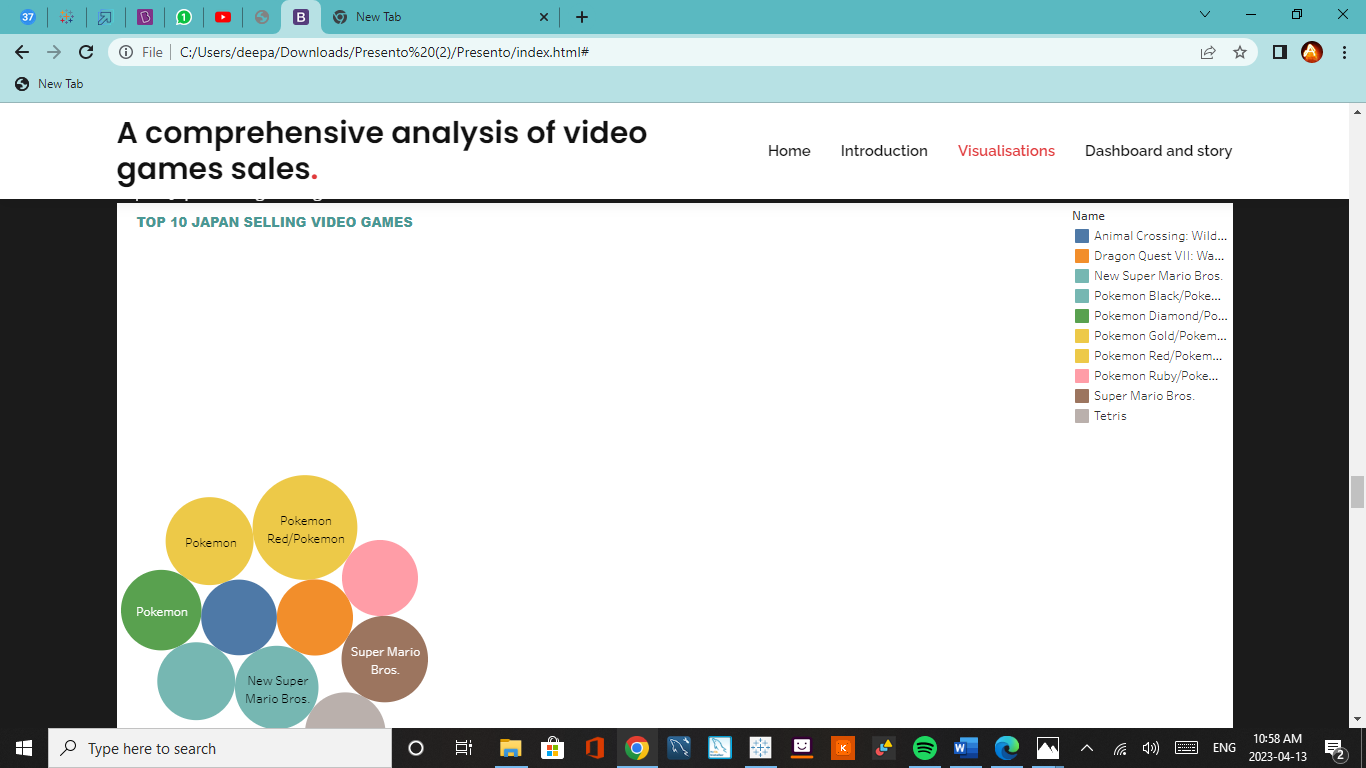 37
1
B
New Tab
File
C:/Users/deepa/Downloads/Presento%20(2)/Presento/index.html#
New Tab
A comprehensive analysis of video
games sales.
Home
Introduction
Visualisations
Dashboard and story
TOP 10 JAPAN SELLING VIDEO GAMES
Name
Animal Crossing: Wild...
Dragon Quest VII: Wa...
New Super Mario Bros.
Pokemon Black/Poke...
Pokemon Diamond/Po...
Pokemon Gold/Pokem...
Pokemon Red/Pokem...
Pokemon Ruby/Poke...
Super Mario Bros.
Tetris
Pokemon
Pokemon
Red/Pokemon
Pokemon
Super Mario
Bros.
New Super
Mario Bros.
Type here to search
ENG
10:58 AM
2023-04-13
2